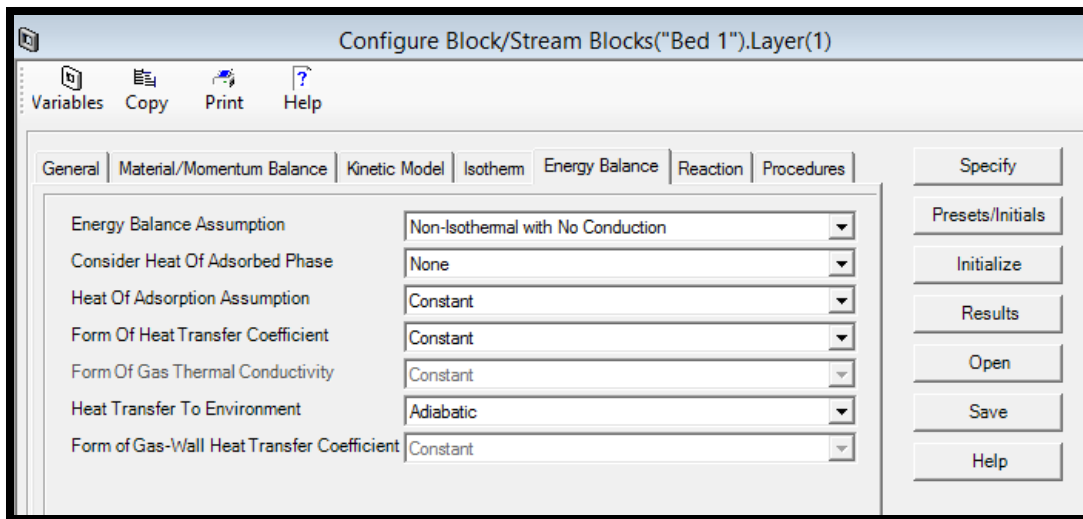 Configure Block/Stream Blocks("Bed 1").Layer(1)
Variables Copy Print Help
General Material/Momentum Balance Kinetic Model Isotherm Energy Balance Reaction Procedures
Energy Balance Assumption Non-Isothermal with No Conduction
Consider Heat Of Adsorbed Phase None
Heat Of Adsorption Assumption Constant
Form Of Heat Transfer Coefficient Constant
Form Of Gas Thermal Conductivity Constant
Heat Transfer To Environment Adiabatic
Form of Gas-Wall Heat Transfer Coefficient Constant
Specify
Presets/Initials
Initialize
Results
Open
Save
Help